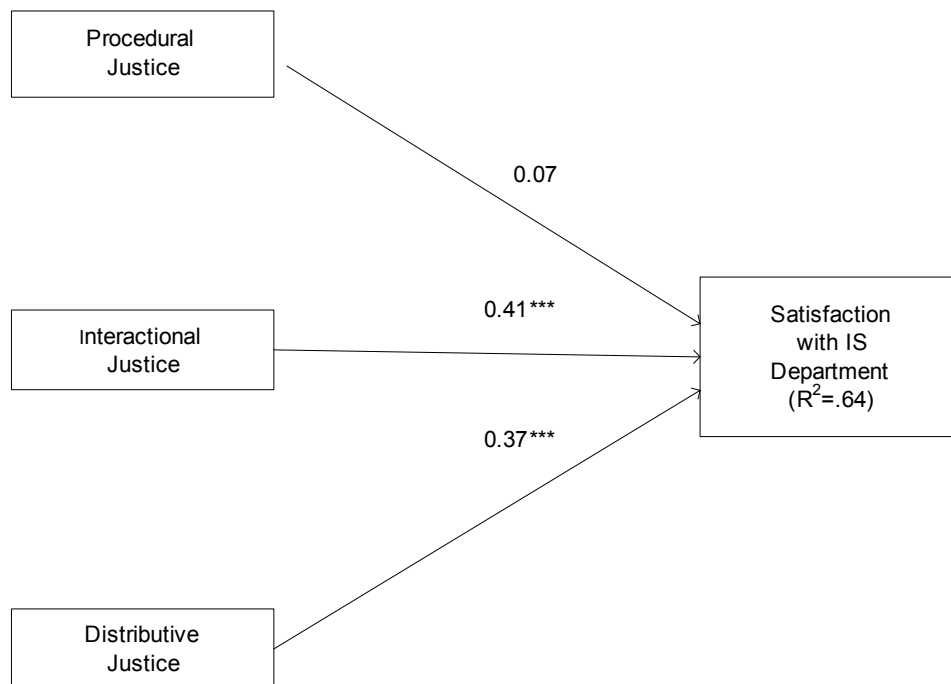 Procedural
Justice
0.07
Interactional
Justice
0.41***
Satisfaction
with IS
Department
(R²=.64)
0.37***
Distributive
Justice